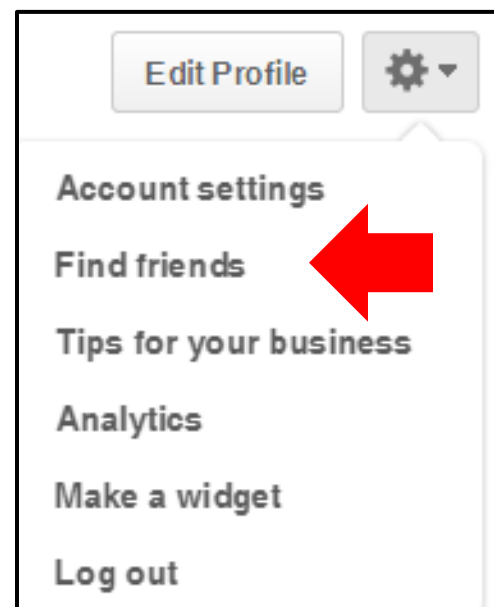 Edit Profile
Account settings
Find friends
Tips for your business
Analytics
Make a widget
Log out